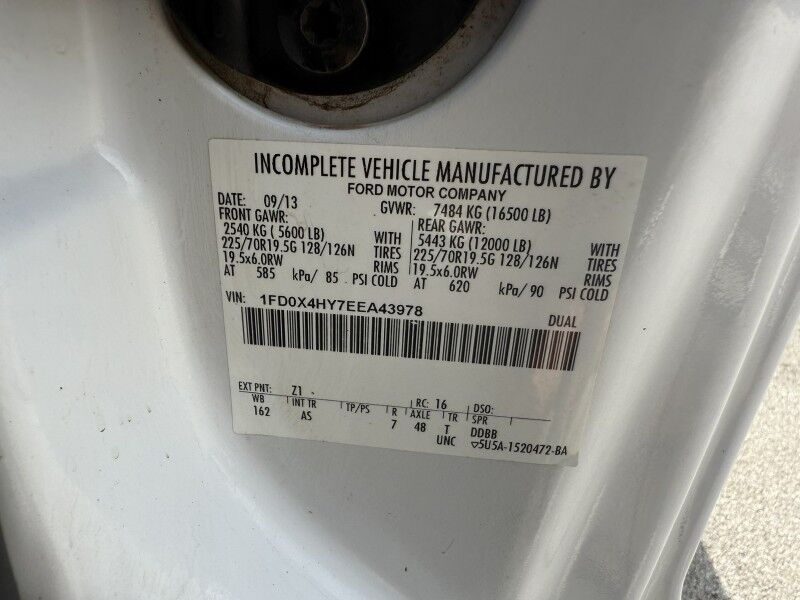 INCOMPLETE VEHICLE MANUFACTURED BY
FORD MOTOR COMPANY
DATE: 09/13 GVWR: 7484 KG (16500 LB)
FRONT GAWR: REAR GAWR:
2540 KG ( 5600 LB) WITH 5443 KG (12000 LB) WITH
225/70R19.5G 128/126N TIRES 225/70R19.5G 128/126N TIRES
19.5x6.0RW RIMS 19.5x6.0RW RIMS
AT 585 kPa/ 85 PSI COLD AT 620 kPa/ 90 PSI COLD
VIN: 1FD0X4HY7EEA43978 DUAL
EXT PNT: Z1 RC: 16 DSO:
WB INT TR TP/PS R AXLE TR SPR
162 AS 7 48 T DDBB
UNC ▽5U5A-1520472-BA